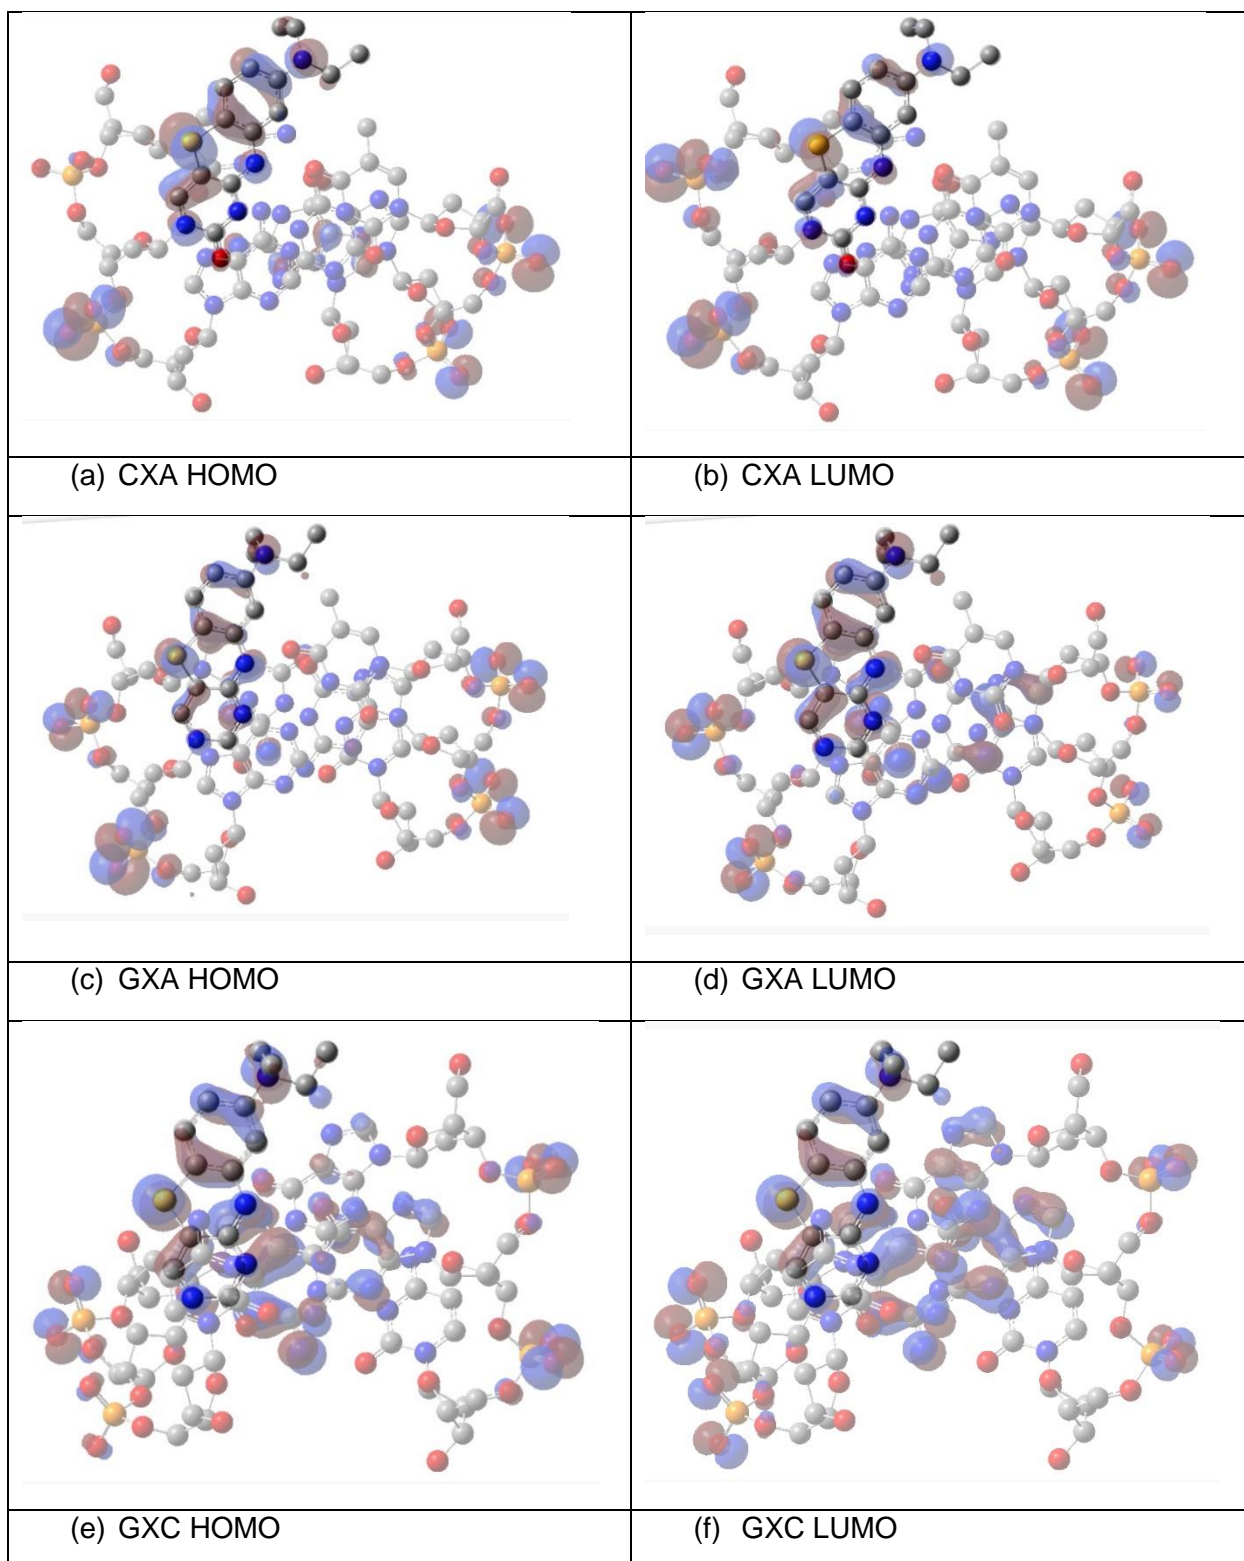 (a) CXA HOMO
(b) CXA LUMO
(c) GXA HOMO
(d) GXA LUMO
(e) GXC HOMO
(f) GXC LUMO